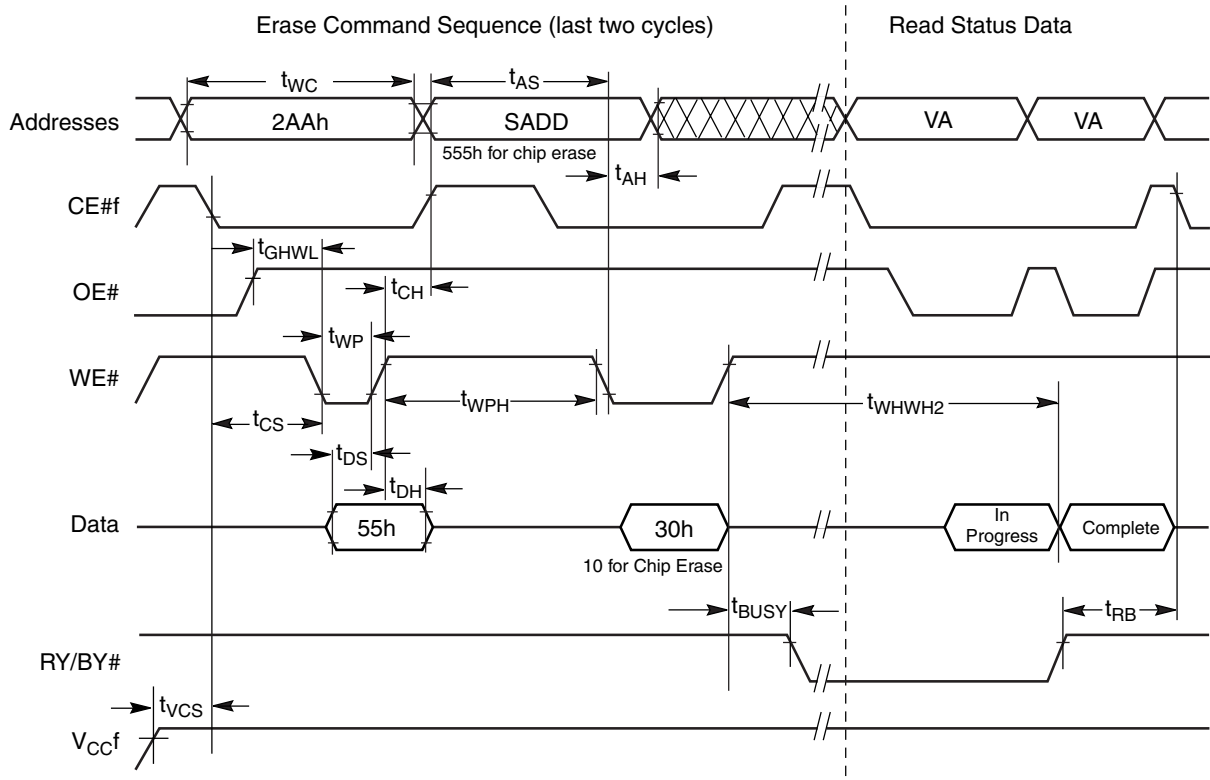 Erase Command Sequence (last two cycles)
Read Status Data
tWC
tAS
Addresses
2AAh
SADD
VA
VA
555h for chip erase
tAH
CE#f
tGHWL
OE#
tCH
tWP
WE#
tWPH
tWHWH2
tCS
tDS
tDH
Data
55h
30h
In
Progress
Complete
10 for Chip Erase
tBUSY
tRB
RY/BY#
tVCS
VCCf